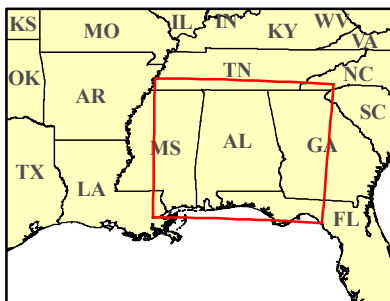 KS MO IL IN KY WV
VA
OK AR TN NC
SC
TX LA MS AL GA
FL